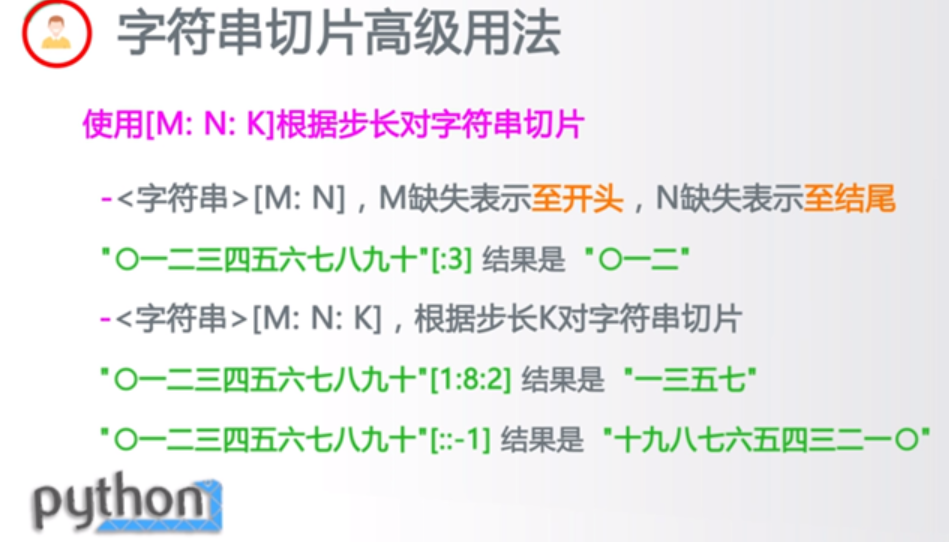 字符串切片高级用法
使用[M: N: K]根据步长对字符串切片
-<字符串>[M: N]，M缺失表示至开头，N缺失表示至结尾
"〇一二三四五六七八九十"[:3] 结果是 "〇一二"
-<字符串>[M: N: K]，根据步长K对字符串切片
"〇一二三四五六七八九十"[1:8:2] 结果是 "一三五七"
"〇一二三四五六七八九十"[::-1] 结果是 "十九八七六五四三二一〇"
python